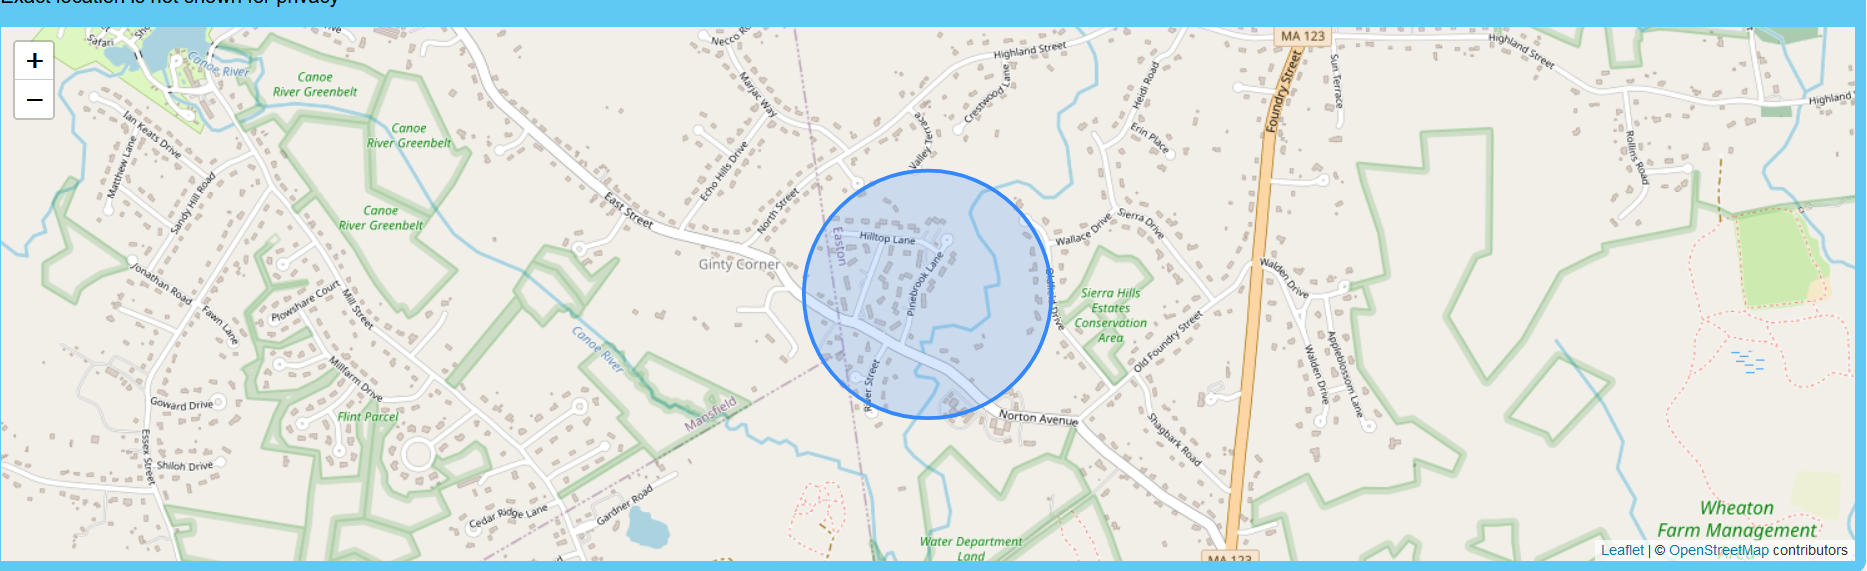 Exact location is not shown for privacy
+
−
Safari
Canoe River
Canoe
River Greenbelt
Canoe
River Greenbelt
Canoe
River Greenbelt
Ian Keats Drive
Matthew Lane
Sandy Hill Road
Jonathan Road
Fawn Lane
Plowshare Court
Mill Street
Millfarm Drive
Goward Drive
Flint Parcel
Essex Street
Shiloh Drive
Cedar Ridge Lane
Gardner Road
Canoe River
Mansfield
East Street
Echo Hills Drive
North Street
Marjac Way
Necco Ro
Ginty Corner
Highland Street
Crestwood Lane
Valley Terrace
Easton
Hilltop Lane
Pinebrook Lane
River Street
Norton Avenue
Oldfield Drive
Wallace Drive
Sierra Drive
Heidi Road
Erin Place
Sierra Hills
Estates
Conservation
Area
Old Foundry Street
Shagbark Road
Water Department
Land
MA 123
Foundry Street
Sun Terrace
Highland Street
Highland
Rollins Road
Walden Drive
Walden Drive
Appleblossom Lane
MA 123
Wheaton
Farm Management
Area
Leaflet | © OpenStreetMap contributors